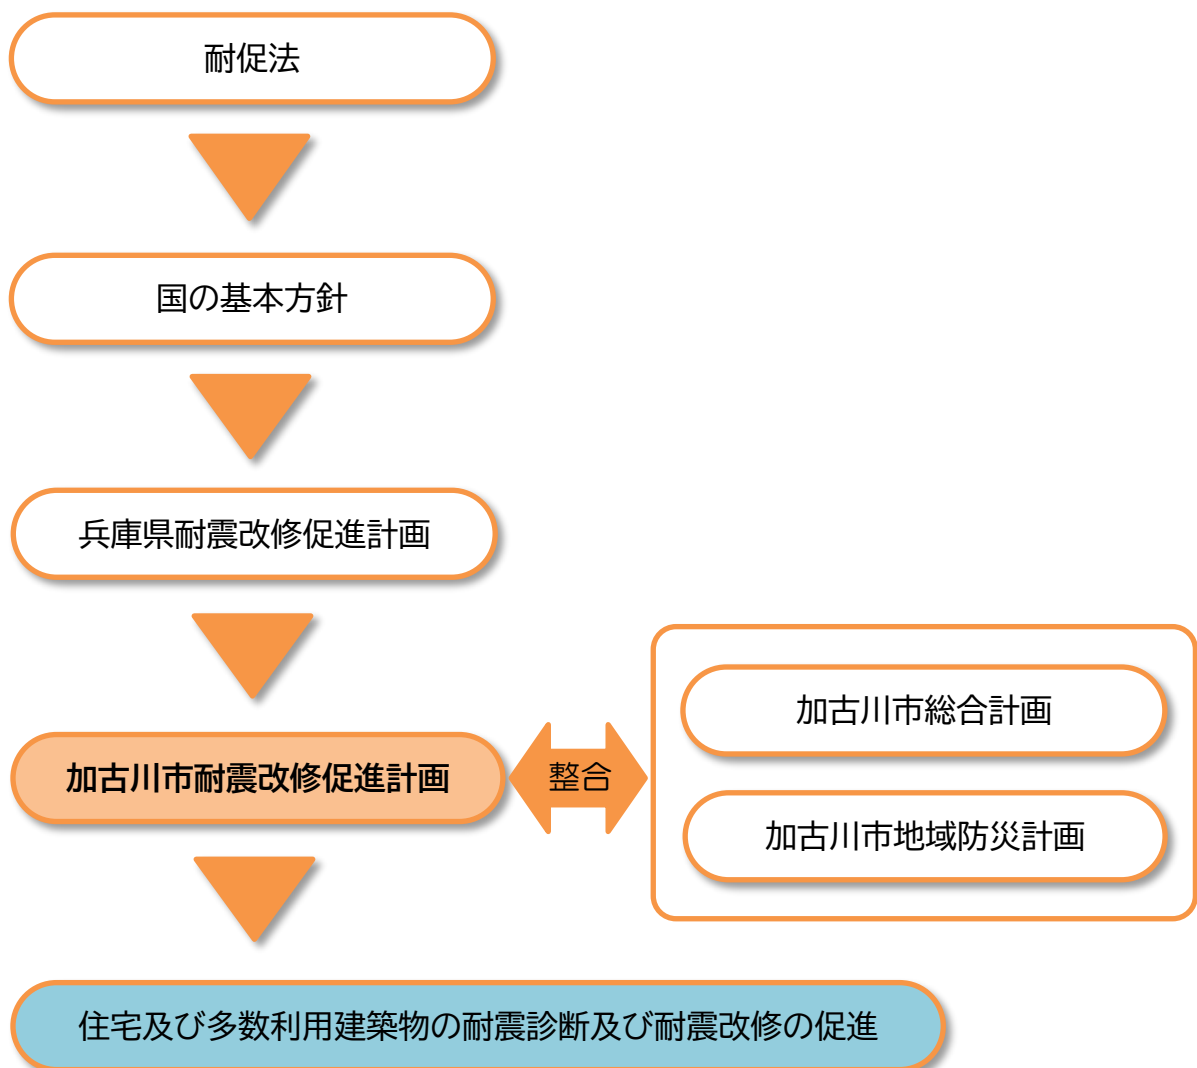 耐促法
国の基本方針
兵庫県耐震改修促進計画
加古川市耐震改修促進計画
整合
加古川市総合計画
加古川市地域防災計画
住宅及び多数利用建築物の耐震診断及び耐震改修の促進